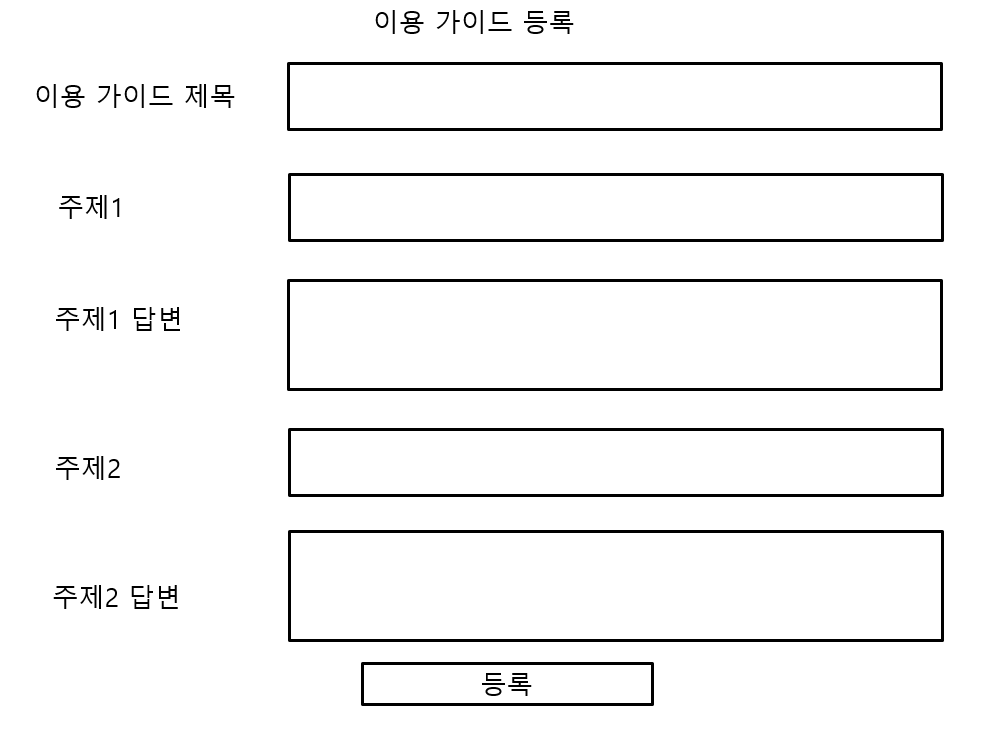 이용 가이드 등록
이용 가이드 제목
주제1
주제1 답변
주제2
주제2 답변
등록